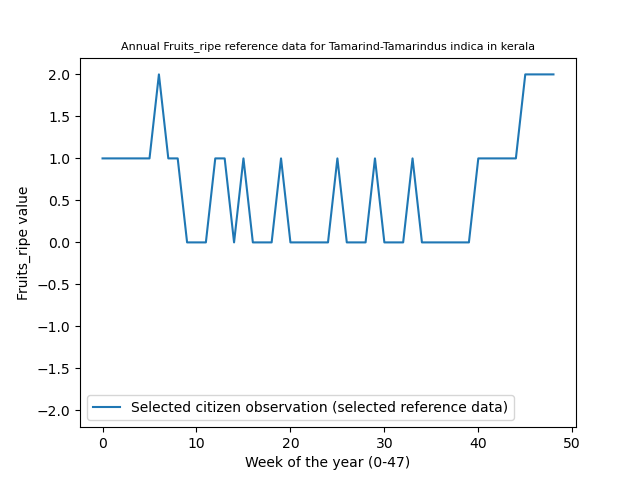 Annual Fruits_ripe reference data for Tamarind-Tamarindus indica in kerala
2.0
1.5
1.0
0.5
0.0
−0.5
−1.0
−1.5
−2.0
Fruits_ripe value
Selected citizen observation (selected reference data)
0 10 20 30 40 50
Week of the year (0-47)